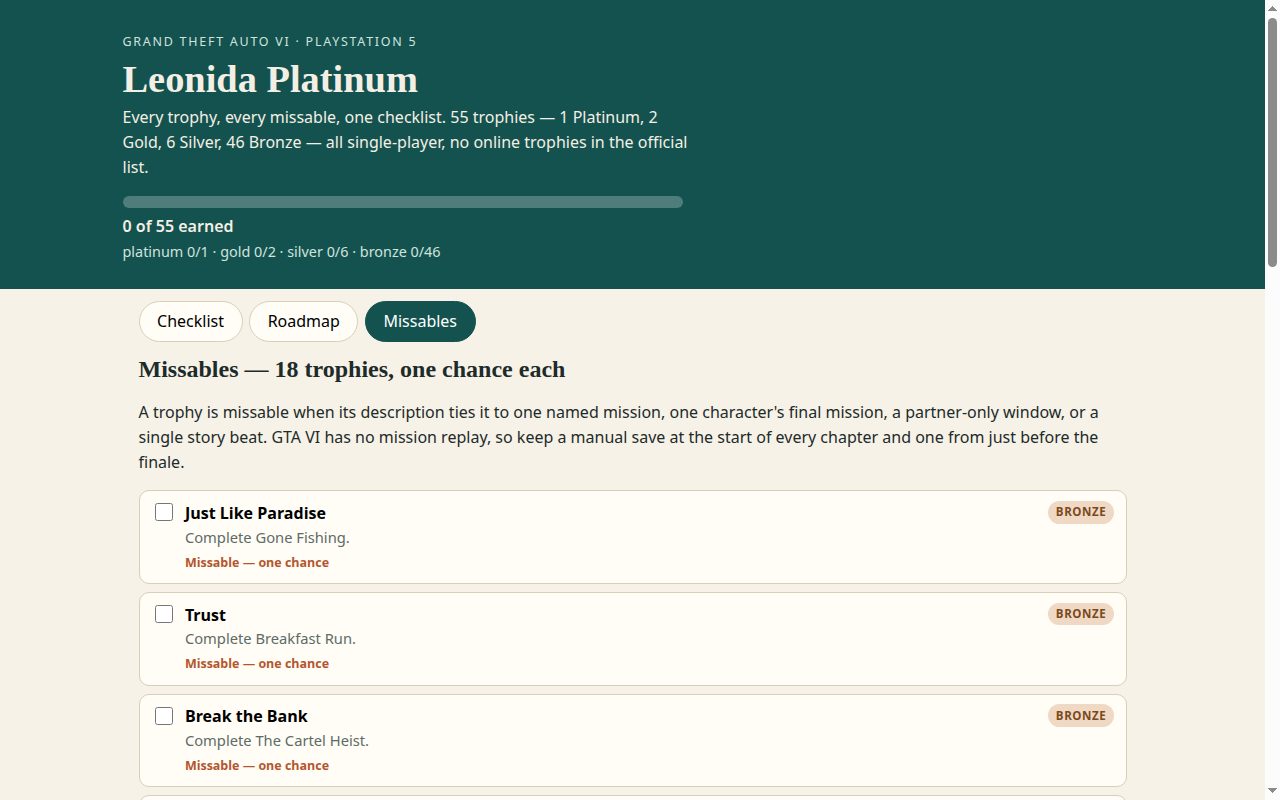 GRAND THEFT AUTO VI · PLAYSTATION 5
Leonida Platinum
Every trophy, every missable, one checklist. 55 trophies — 1 Platinum, 2
Gold, 6 Silver, 46 Bronze — all single-player, no online trophies in the official
list.
0 of 55 earned
platinum 0/1 · gold 0/2 · silver 0/6 · bronze 0/46
Checklist Roadmap Missables
Missables — 18 trophies, one chance each
A trophy is missable when its description ties it to one named mission, one character's final mission, a partner-only window, or a
single story beat. GTA VI has no mission replay, so keep a manual save at the start of every chapter and one from just before the
finale.
Just Like Paradise BRONZE
Complete Gone Fishing.
Missable — one chance
Trust BRONZE
Complete Breakfast Run.
Missable — one chance
Break the Bank BRONZE
Complete The Cartel Heist.
Missable — one chance